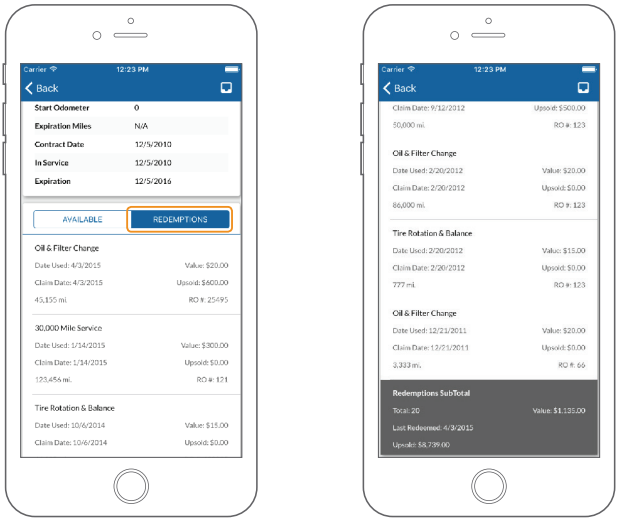 Carrier 12:23 PM
Back
Start Odometer 0
Expiration Miles N/A
Contract Date 12/5/2010
In Service 12/5/2010
Expiration 12/5/2016
AVAILABLE REDEMPTIONS
Oil & Filter Change
Date Used: 4/3/2015 Value: $20.00
Claim Date: 4/3/2015 Upsold: $600.00
45,155 mi. RO #: 25495
30,000 Mile Service
Date Used: 1/14/2015 Value: $300.00
Claim Date: 1/14/2015 Upsold: $0.00
123,456 mi. RO #: 121
Tire Rotation & Balance
Date Used: 10/6/2014 Value: $15.00
Claim Date: 10/6/2014 Upsold: $0.00
Carrier 12:23 PM
Back
Claim Date: 9/12/2012 Upsold: $500.00
50,000 mi. RO #: 123
Oil & Filter Change
Date Used: 2/20/2012 Value: $20.00
Claim Date: 2/20/2012 Upsold: $0.00
86,000 mi. RO #: 123
Tire Rotation & Balance
Date Used: 2/20/2012 Value: $15.00
Claim Date: 2/20/2012 Upsold: $0.00
777 mi. RO #: 123
Oil & Filter Change
Date Used: 12/21/2011 Value: $20.00
Claim Date: 12/21/2011 Upsold: $0.00
3,333 mi. RO #: 66
Redemptions SubTotal
Total: 20 Value: $1,135.00
Last Redeemed: 4/3/2015
Upsold: $8,739.00